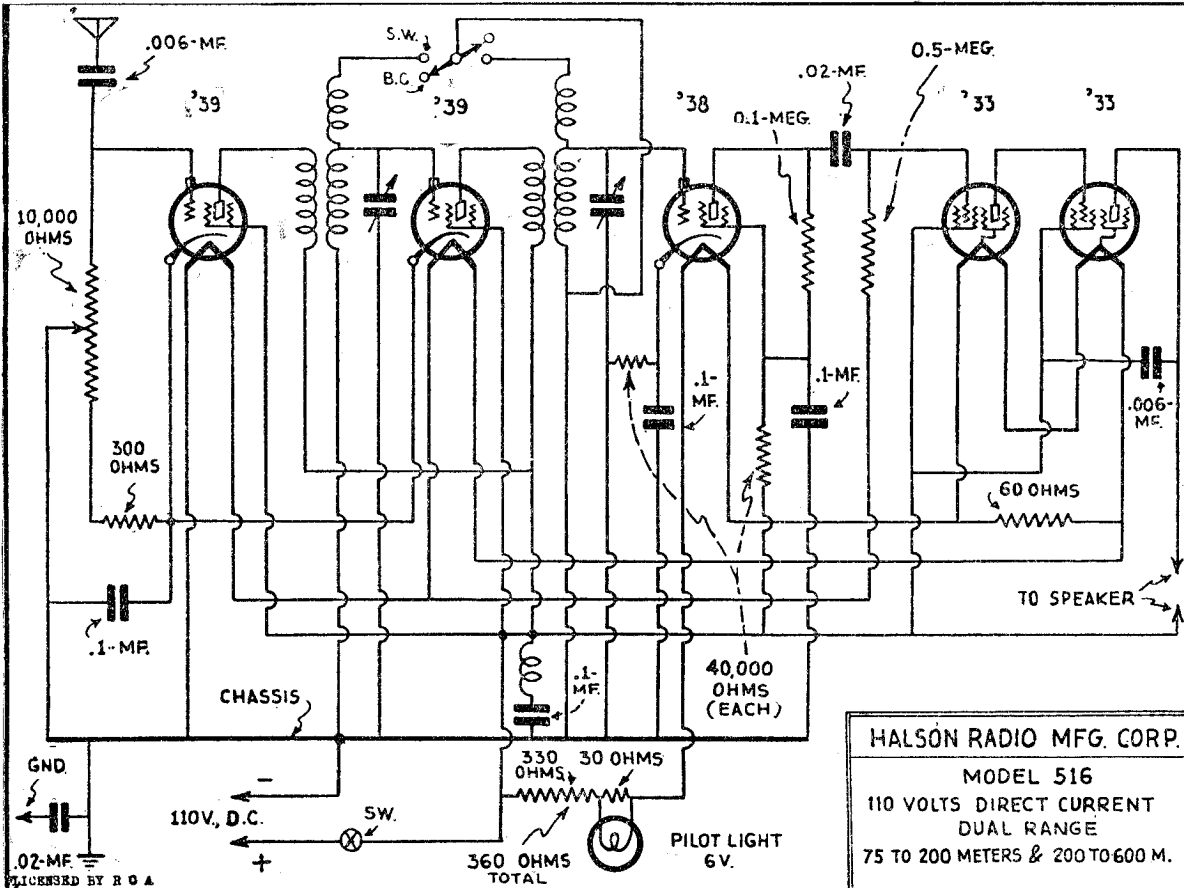 .006-MF.
S.W.
B.C.
'39
'39
'38
'33
'33
.02-MF.
0.5-MEG.
0.1-MEG.
10,000
OHMS
300
OHMS
.1-MF.
.1-
MF.
.1-MF.
.006-
MF.
60 OHMS
TO SPEAKER
40,000
OHMS
(EACH)
.1-
MF.
CHASSIS
GND.
.02-MF.
110V., D.C.
−
+
SW.
330
OHMS
30 OHMS
360 OHMS
TOTAL
PILOT LIGHT
6V.
HALSON RADIO MFG. CORP.
MODEL 516
110 VOLTS DIRECT CURRENT
DUAL RANGE
75 TO 200 METERS & 200 TO 600 M.
LICENSED BY R C A